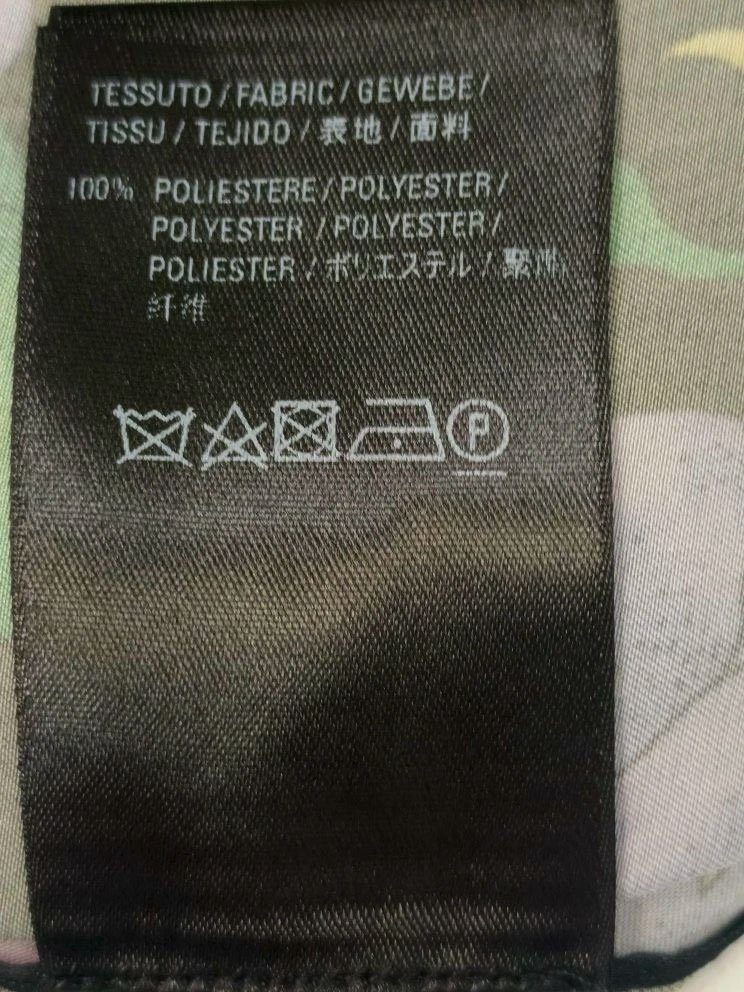 TESSUTO / FABRIC / GEWEBE /
TISSU / TEJIDO / 表地 / 面料
100% POLIESTERE / POLYESTER /
POLYESTER / POLYESTER /
POLIESTER / ポリエステル / 聚酯
纤维
P